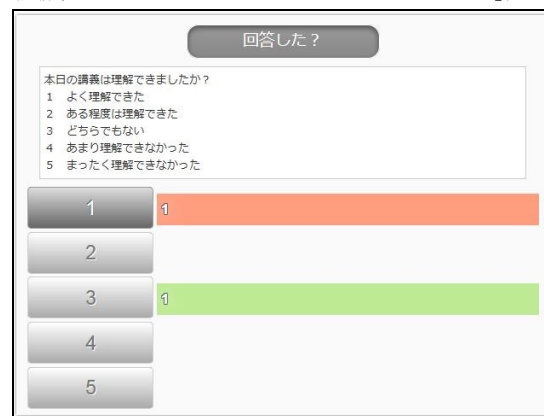 回答した？
本日の講義は理解できましたか？
1 よく理解できた
2 ある程度は理解できた
3 どちらでもない
4 あまり理解できなかった
5 まったく理解できなかった
1 1
2
3 1
4
5